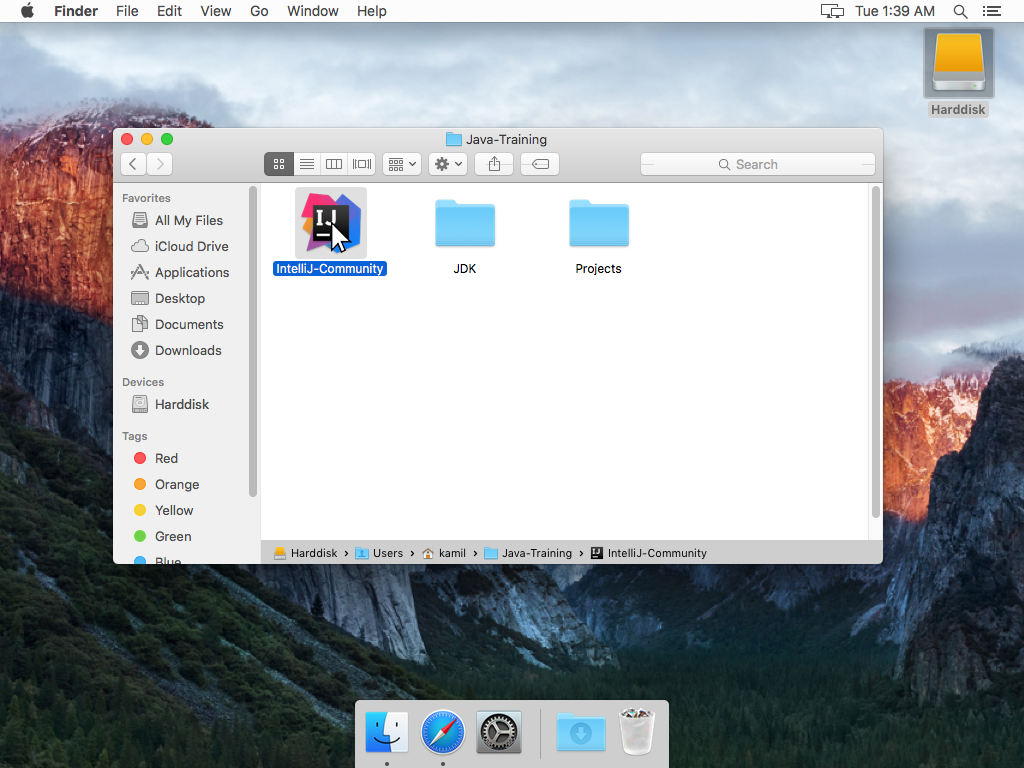 Finder File Edit View Go Window Help Tue 1:39 AM
Harddisk
Java-Training
Search
Favorites
All My Files
iCloud Drive
Applications
Desktop
Documents
Downloads
Devices
Harddisk
Tags
Red
Orange
Yellow
Green
Blue
IJ
IntelliJ-Community JDK Projects
Harddisk › Users › kamil › Java-Training › IntelliJ-Community